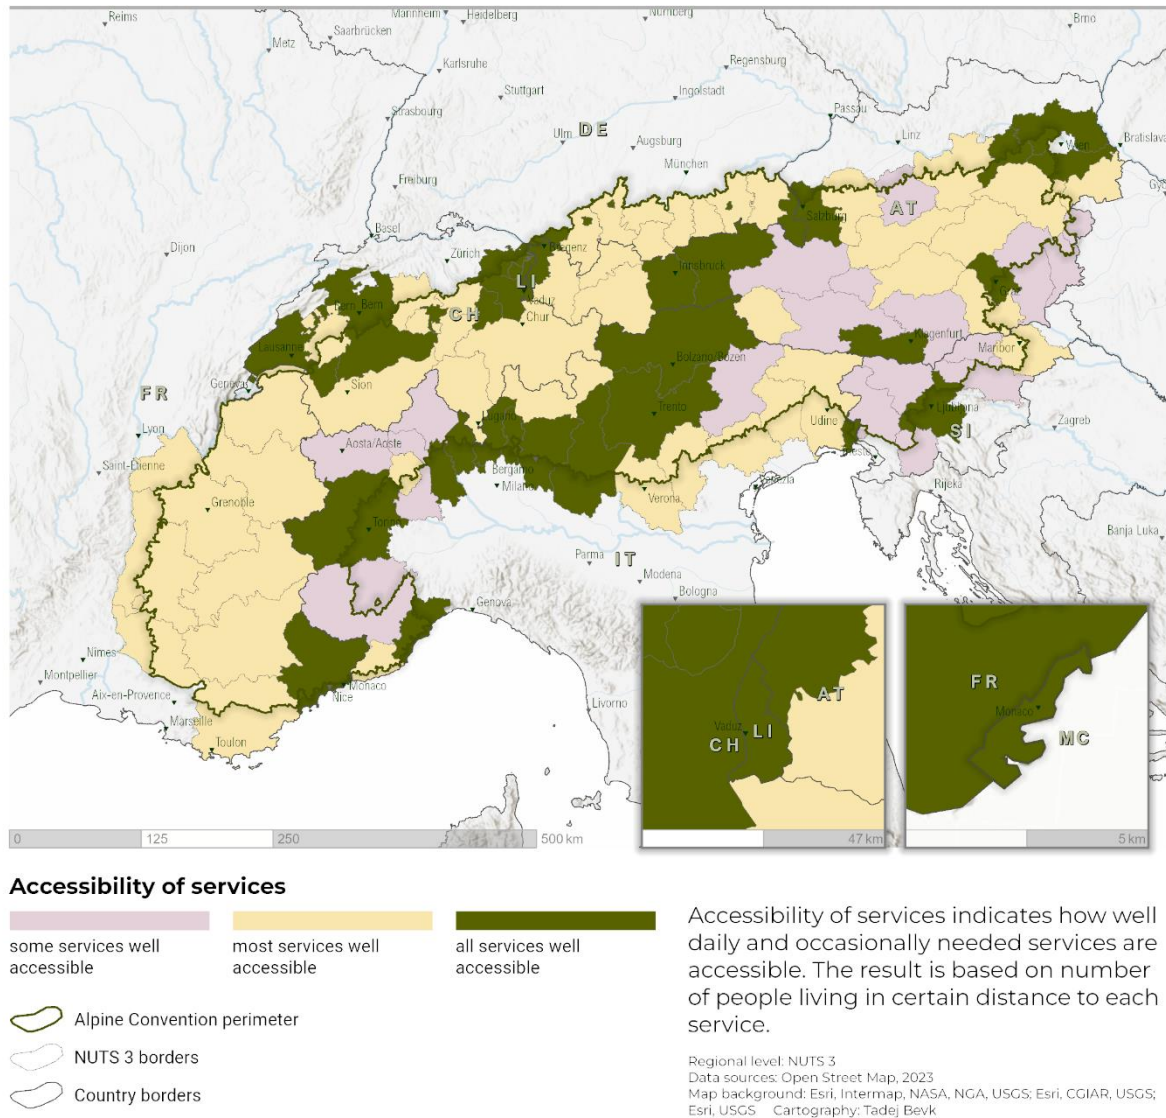 Reims
Mannheim
Heidelberg
Nürnberg
Brno
Saarbrücken
Metz
Karlsruhe
Regensburg
Stuttgart
Ingolstadt
Passau
Strasbourg
DE
Ulm
Augsburg
Linz
Wien
Bratislava
München
Freiburg
AT
Salzburg
Basel
Zürich
Bregenz
Dijon
Innsbruck
LI
Vaduz
Bern
CH
Chur
Klagenfurt
Lausanne
Maribor
Bolzano/Bozen
Genova
FR
Sion
Lugano
Trento
Ljubljana
Lyon
Aosta/Aoste
Udine
SI
Zagreb
Saint-Étienne
Bergamo
Milano
Verona
Rijeka
Grenoble
Banja Luka
Parma
IT
Modena
Bologna
Genova
Nîmes
Montpellier
Monaco
Aix-en-Provence
Nice
Livorno
Marseille
Toulon
AT
Vaduz
LI
CH
FR
Monaco
MC
0
125
250
500 km
47 km
5 km
Accessibility of services
some services well
accessible
most services well
accessible
all services well
accessible
Alpine Convention perimeter
NUTS 3 borders
Country borders
Accessibility of services indicates how well
daily and occasionally needed services are
accessible. The result is based on number
of people living in certain distance to each
service.
Regional level: NUTS 3
Data sources: Open Street Map, 2023
Map background: Esri, Intermap, NASA, NGA, USGS; Esri, CGIAR, USGS;
Esri, USGS Cartography: Tadej Bevk